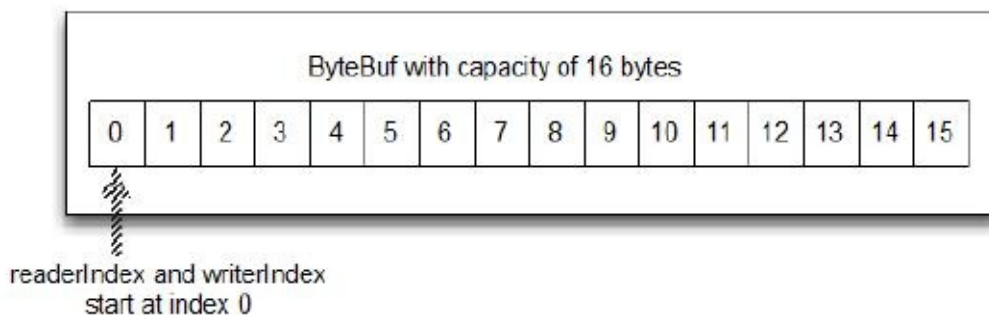 ByteBuf with capacity of 16 bytes
0 1 2 3 4 5 6 7 8 9 10 11 12 13 14 15
readerIndex and writerIndex
start at index 0